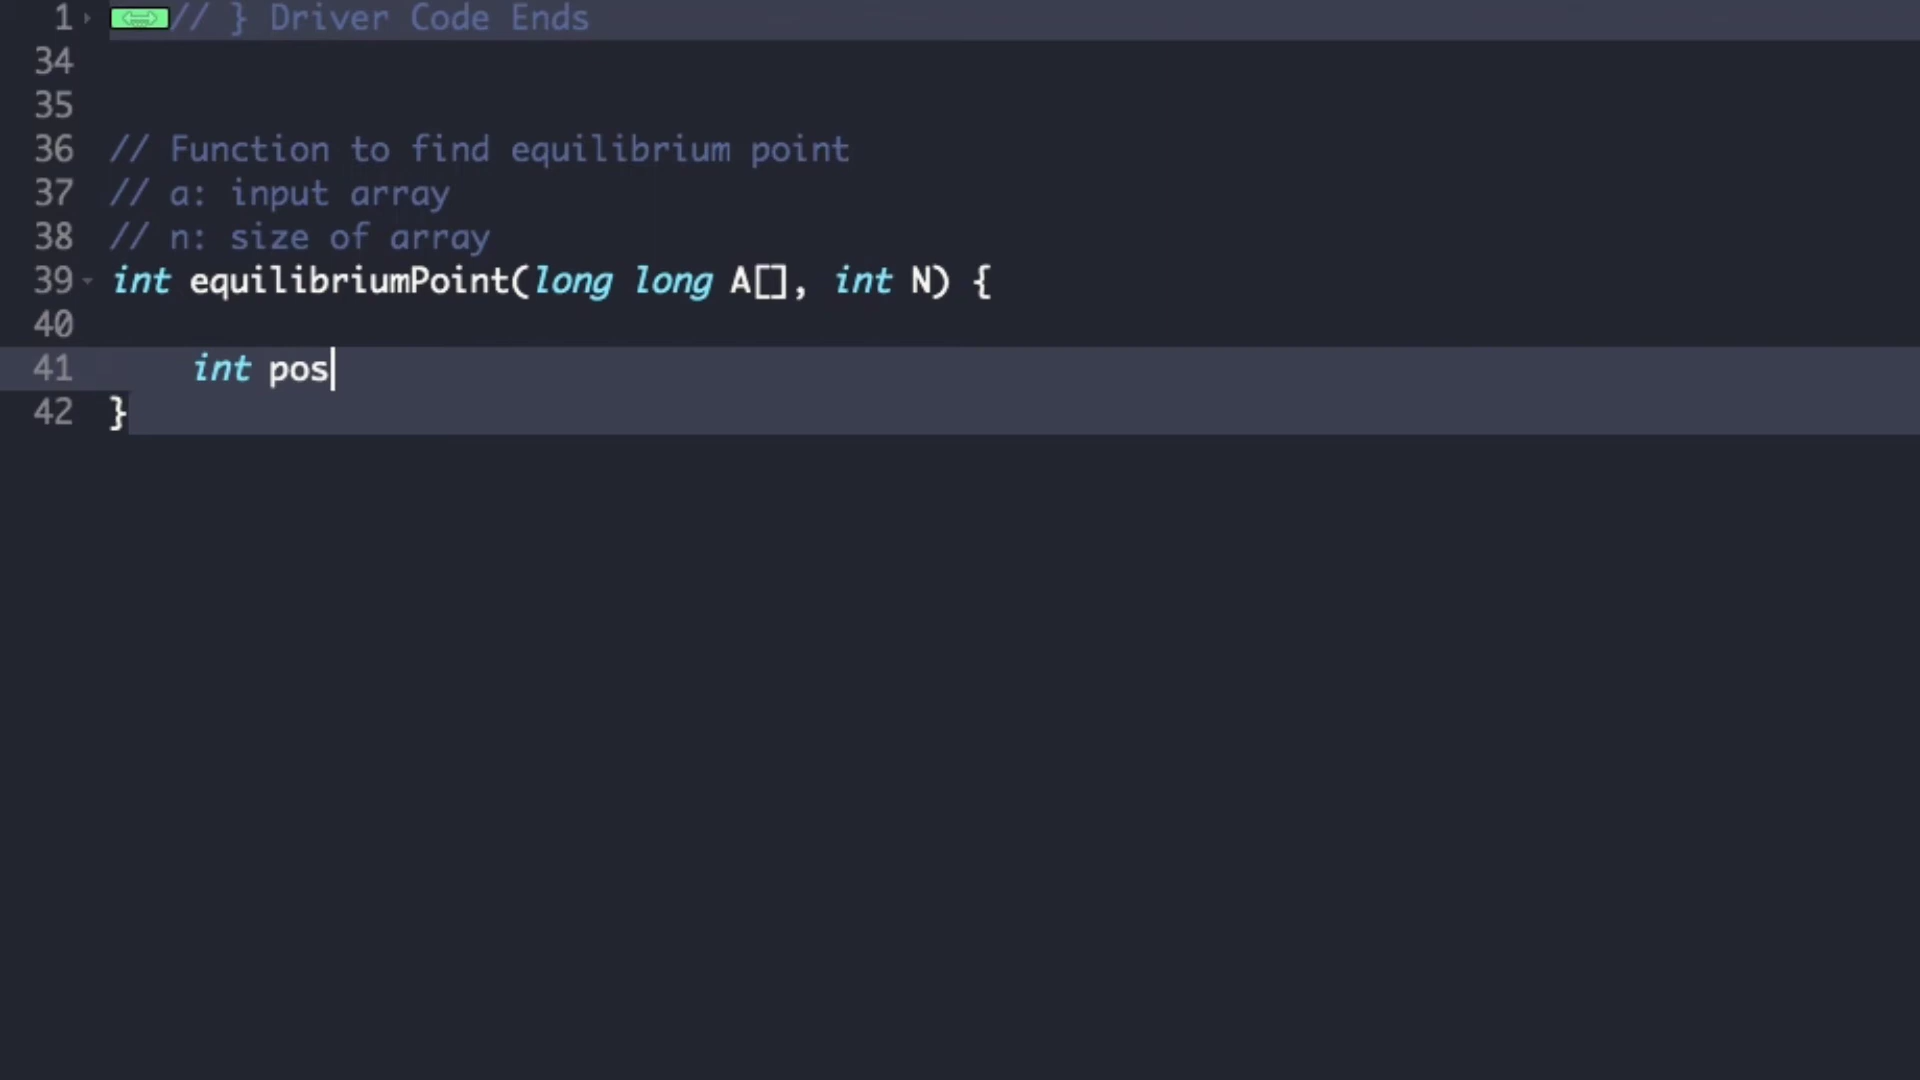 1 // } Driver Code Ends
34
35
36 // Function to find equilibrium point
37 // a: input array
38 // n: size of array
39 int equilibriumPoint(long long A[], int N) {
40
41 int pos
42 }